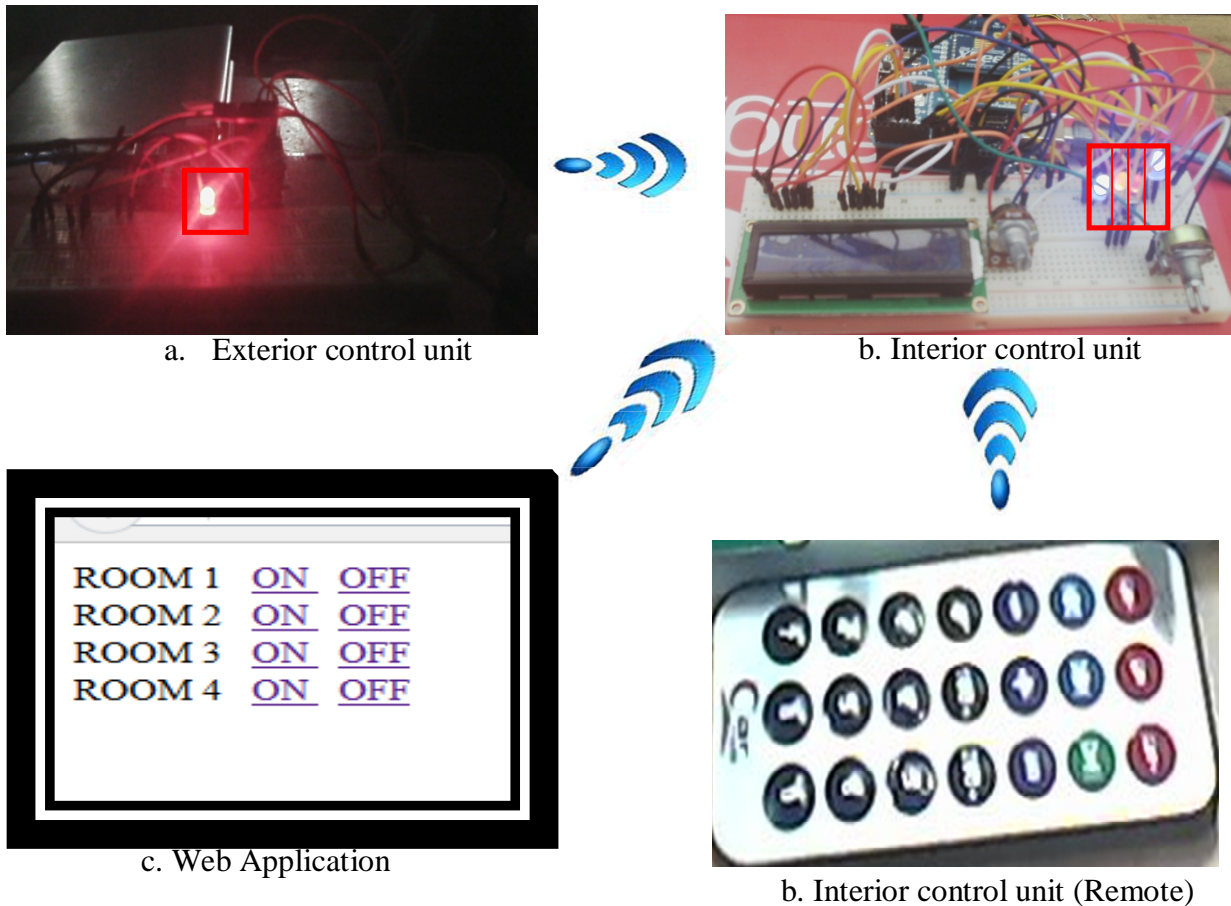 a. Exterior control unit
b. Interior control unit
ROOM 1 ON OFF
ROOM 2 ON OFF
ROOM 3 ON OFF
ROOM 4 ON OFF
c. Web Application
Car
b. Interior control unit (Remote)